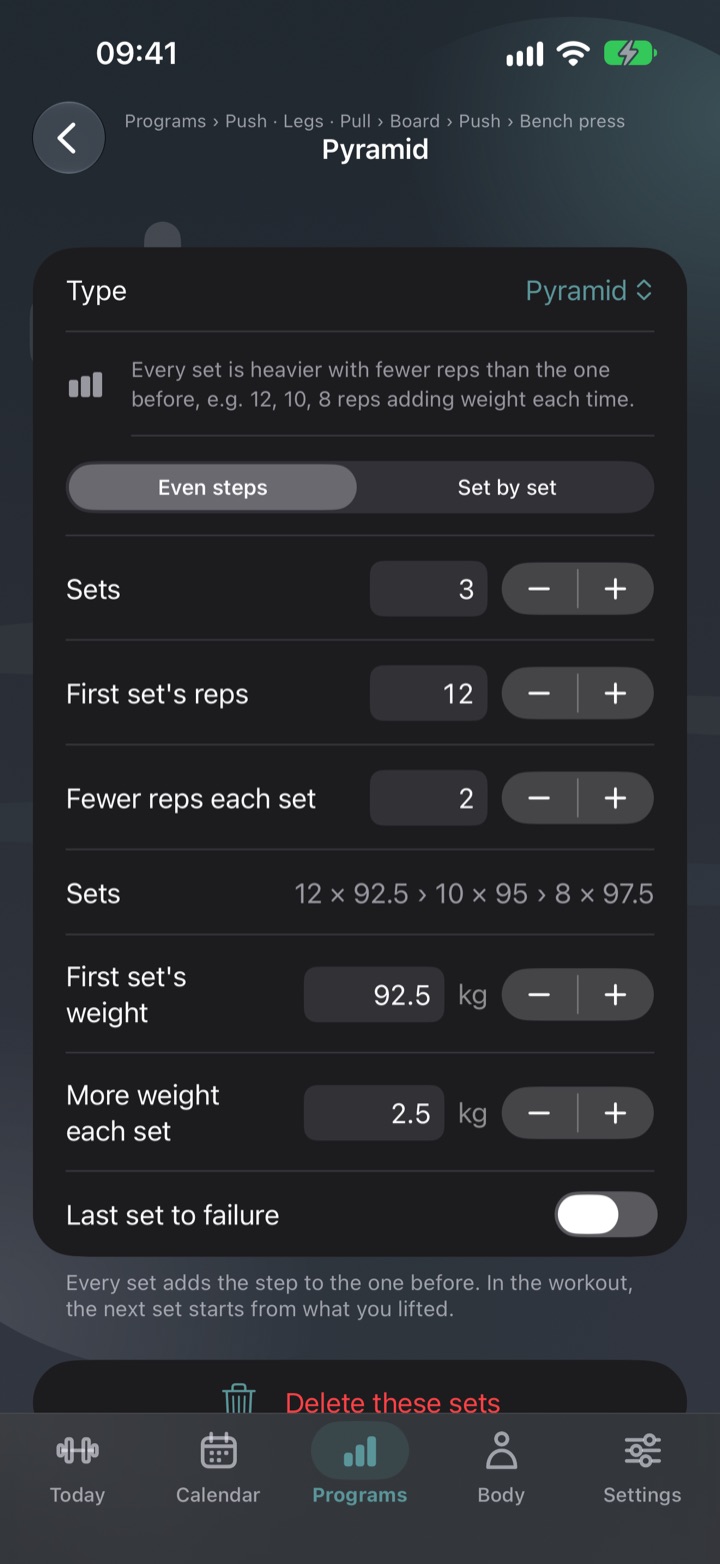 09:41
Programs › Push · Legs · Pull › Board › Push › Bench press
Pyramid
Type
Pyramid
Every set is heavier with fewer reps than the one
before, e.g. 12, 10, 8 reps adding weight each time.
Even steps
Set by set
Sets
3
First set's reps
12
Fewer reps each set
2
Sets
12 × 92.5 › 10 × 95 › 8 × 97.5
First set's
weight
92.5 kg
More weight
each set
2.5 kg
Last set to failure
Every set adds the step to the one before. In the workout,
the next set starts from what you lifted.
Delete these sets
Today
Calendar
Programs
Body
Settings